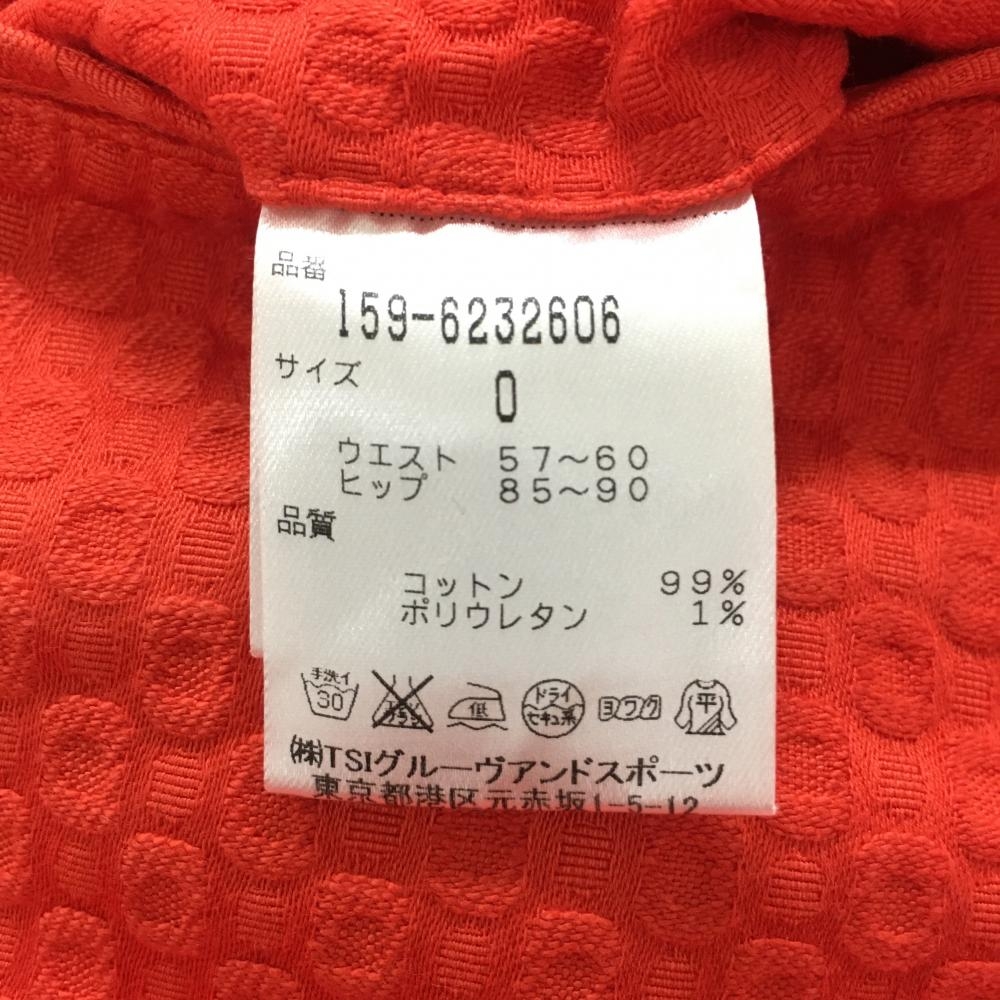 品番
159-6232606
サイズ
0
ウエスト 57～60
ヒップ 85～90
品質
コットン 99%
ポリウレタン 1%
手洗イ 30 低 ドライ セキユ系 ヨワク 平
(株)TSIグルーヴアンドスポーツ
東京都港区元赤坂1-5-12